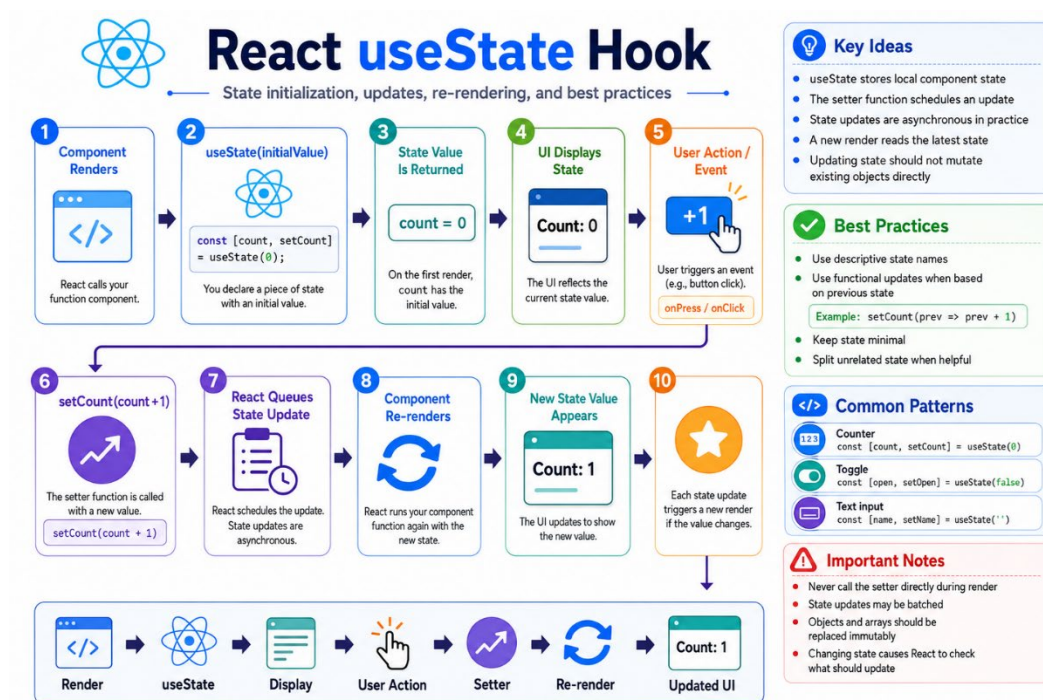 React useState Hook
State initialization, updates, re-rendering, and best practices
1
Component
Renders
</>
React calls your
function component.
2
useState(initialValue)
const [count, setCount]
= useState(0);
You declare a piece of state
with an initial value.
3
State Value
Is Returned
count = 0
On the first render,
count has the
initial value.
4
UI Displays
State
Count: 0
The UI reflects the
current state value.
5
User Action /
Event
+1
User triggers an event
(e.g., button click).
onPress / onClick
6
setCount(count+1)
The setter function is called
with a new value.
setCount(count + 1)
7
React Queues
State Update
React schedules the update.
State updates are
asynchronous.
8
Component
Re-renders
React runs your component
function again with the
new state.
9
New State Value
Appears
Count: 1
The UI updates to show
the new value.
10
Each state update
triggers a new render
if the value changes.
</>
Render
useState
Display
User Action
Setter
Re-render
Count: 1
Updated UI
Key Ideas
useState stores local component state
The setter function schedules an update
State updates are asynchronous in practice
A new render reads the latest state
Updating state should not mutate
existing objects directly
Best Practices
Use descriptive state names
Use functional updates when based
on previous state
Example: setCount(prev => prev + 1)
Keep state minimal
Split unrelated state when helpful
</> Common Patterns
123
Counter
const [count, setCount] = useState(0)
Toggle
const [open, setOpen] = useState(false)
Text input
const [name, setName] = useState('')
Important Notes
Never call the setter directly during render
State updates may be batched
Objects and arrays should be
replaced immutably
Changing state causes React to check
what should update